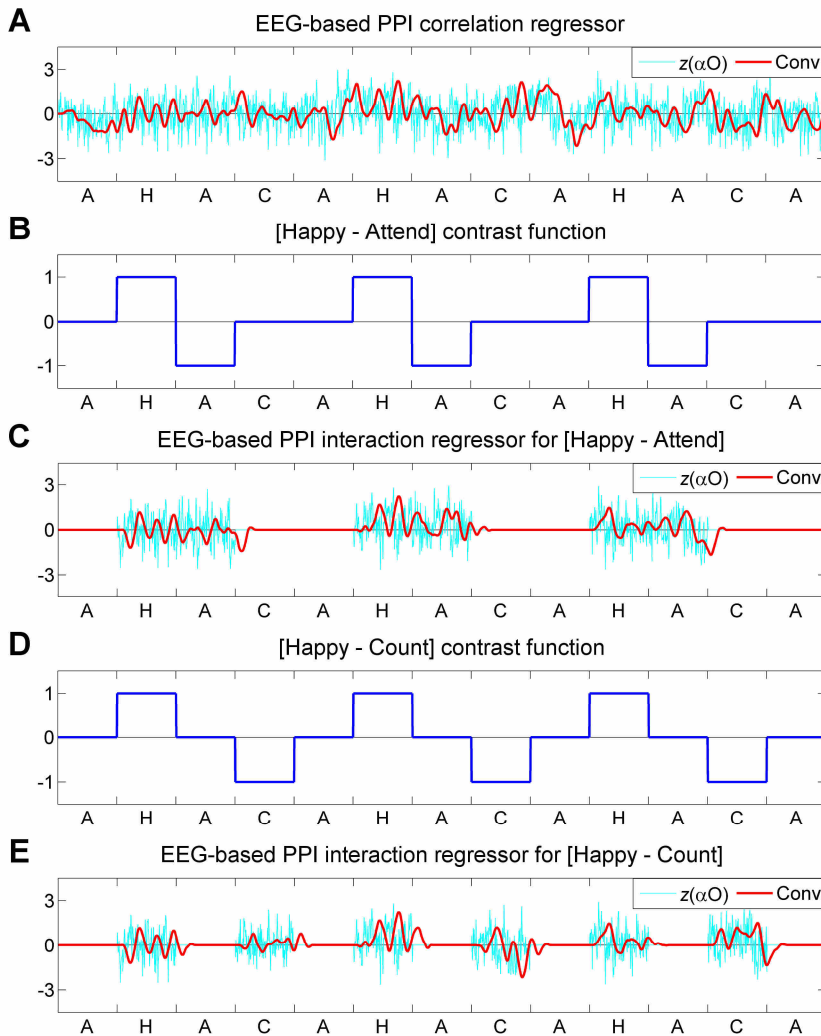 A
EEG-based PPI correlation regressor
z(αO) Conv
3
0
-3
A H A C A H A C A H A C A
B
[Happy - Attend] contrast function
1
0
-1
A H A C A H A C A H A C A
C
EEG-based PPI interaction regressor for [Happy - Attend]
z(αO) Conv
3
0
-3
A H A C A H A C A H A C A
D
[Happy - Count] contrast function
1
0
-1
A H A C A H A C A H A C A
E
EEG-based PPI interaction regressor for [Happy - Count]
z(αO) Conv
3
0
-3
A H A C A H A C A H A C A